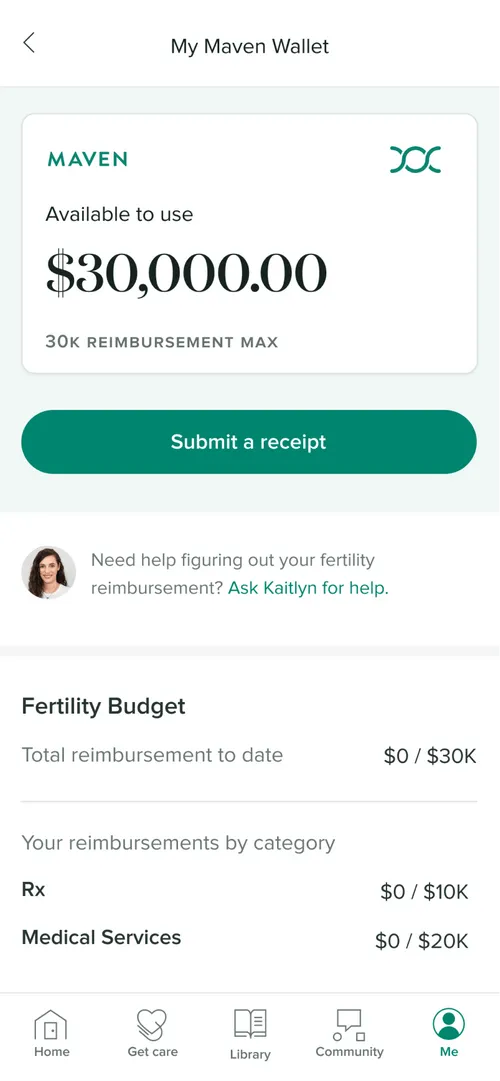 My Maven Wallet
MAVEN
Available to use
$30,000.00
30K REIMBURSEMENT MAX
Submit a receipt
Need help figuring out your fertility
reimbursement? Ask Kaitlyn for help.
Fertility Budget
Total reimbursement to date $0 / $30K
Your reimbursements by category
Rx $0 / $10K
Medical Services $0 / $20K
Home Get care Library Community Me